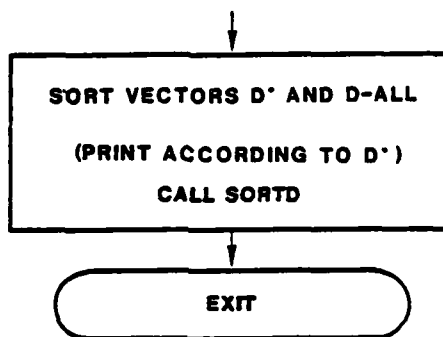 SORT VECTORS D* AND D-ALL
(PRINT ACCORDING TO D*)
CALL SORTD
EXIT